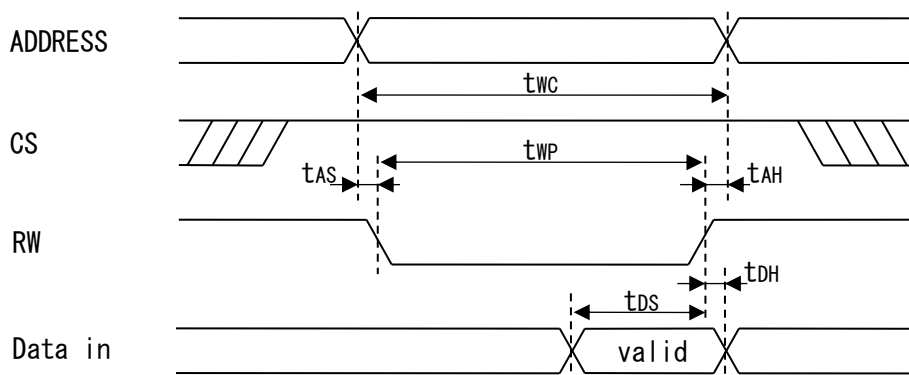 ADDRESS
tWC
CS
tWP
tAS
tAH
RW
tDH
tDS
Data in
valid